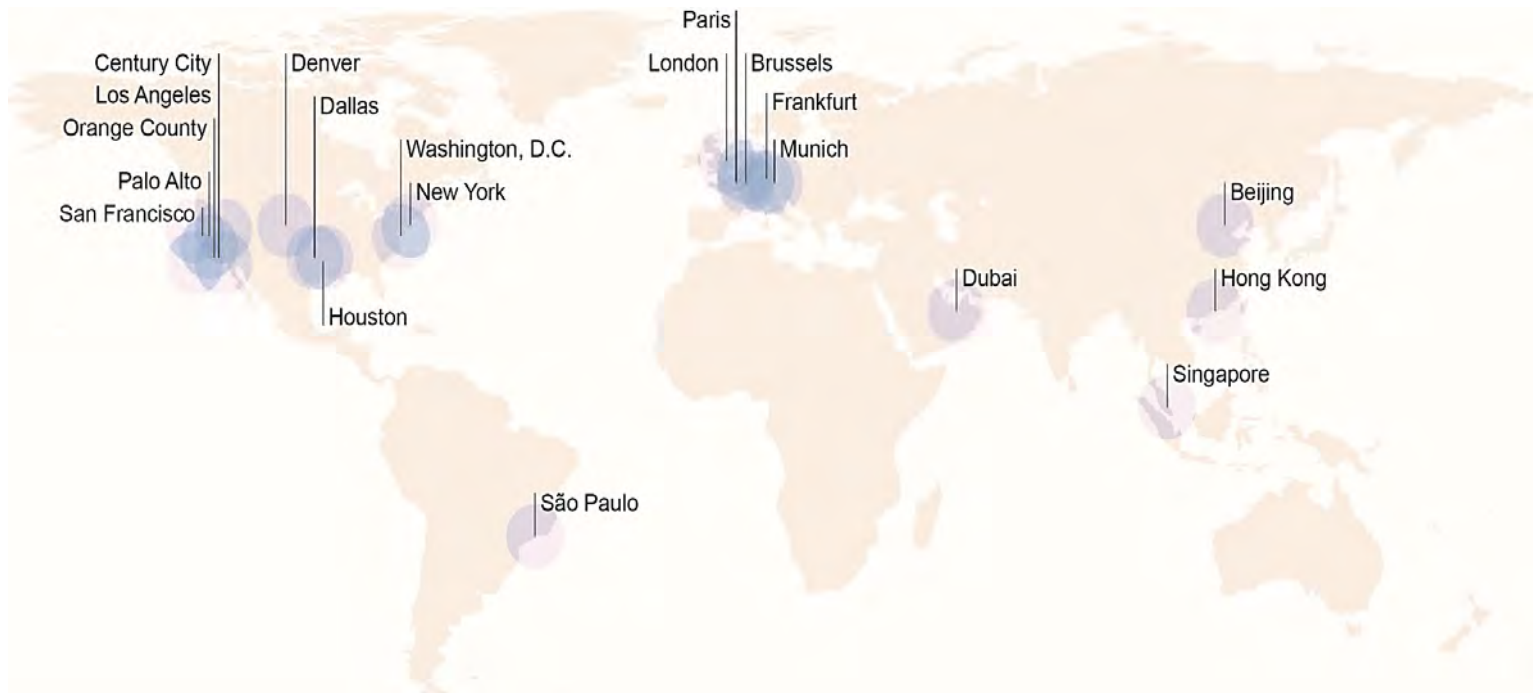 Paris
Century City
Denver
London
Brussels
Los Angeles
Dallas
Frankfurt
Orange County
Washington, D.C.
Munich
Palo Alto
New York
Beijing
San Francisco
Dubai
Hong Kong
Houston
Singapore
São Paulo